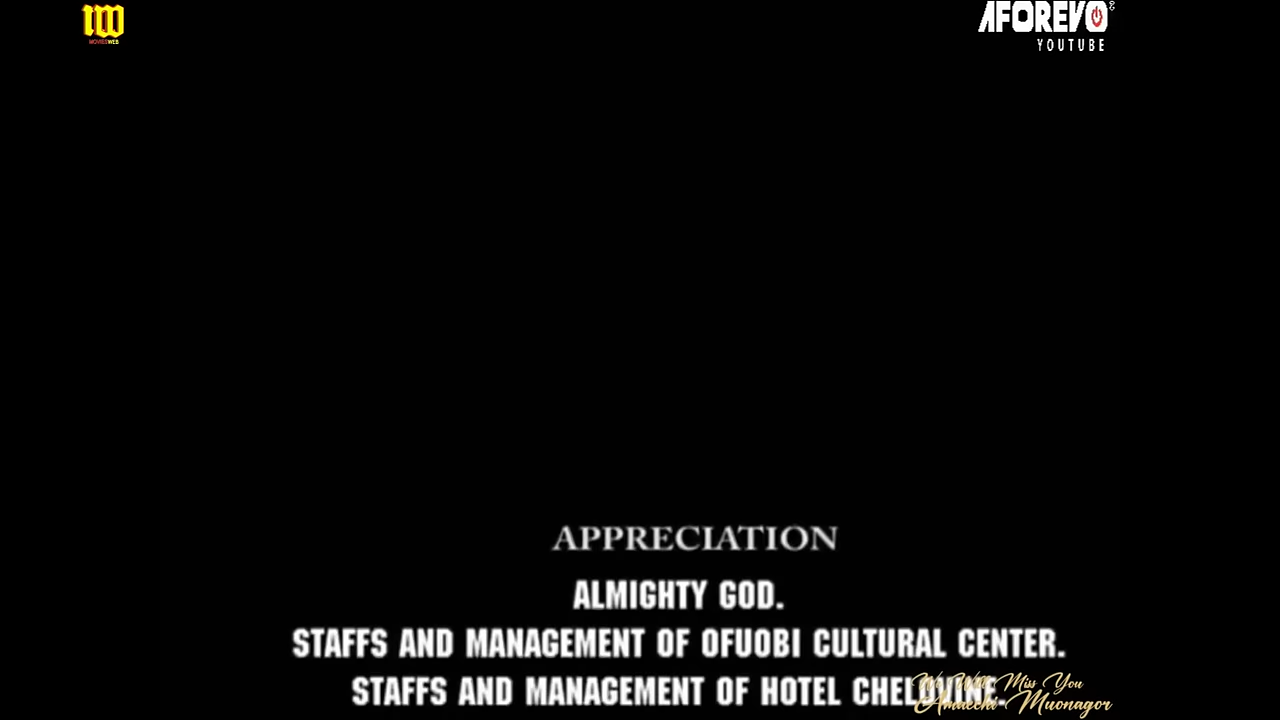 MOVIESWEB
AFOREVO
YOUTUBE
APPRECIATION
ALMIGHTY GOD.
STAFFS AND MANAGEMENT OF OFUOBI CULTURAL CENTER.
STAFFS AND MANAGEMENT OF HOTEL
We Will Miss You
Amaechi Muonagor